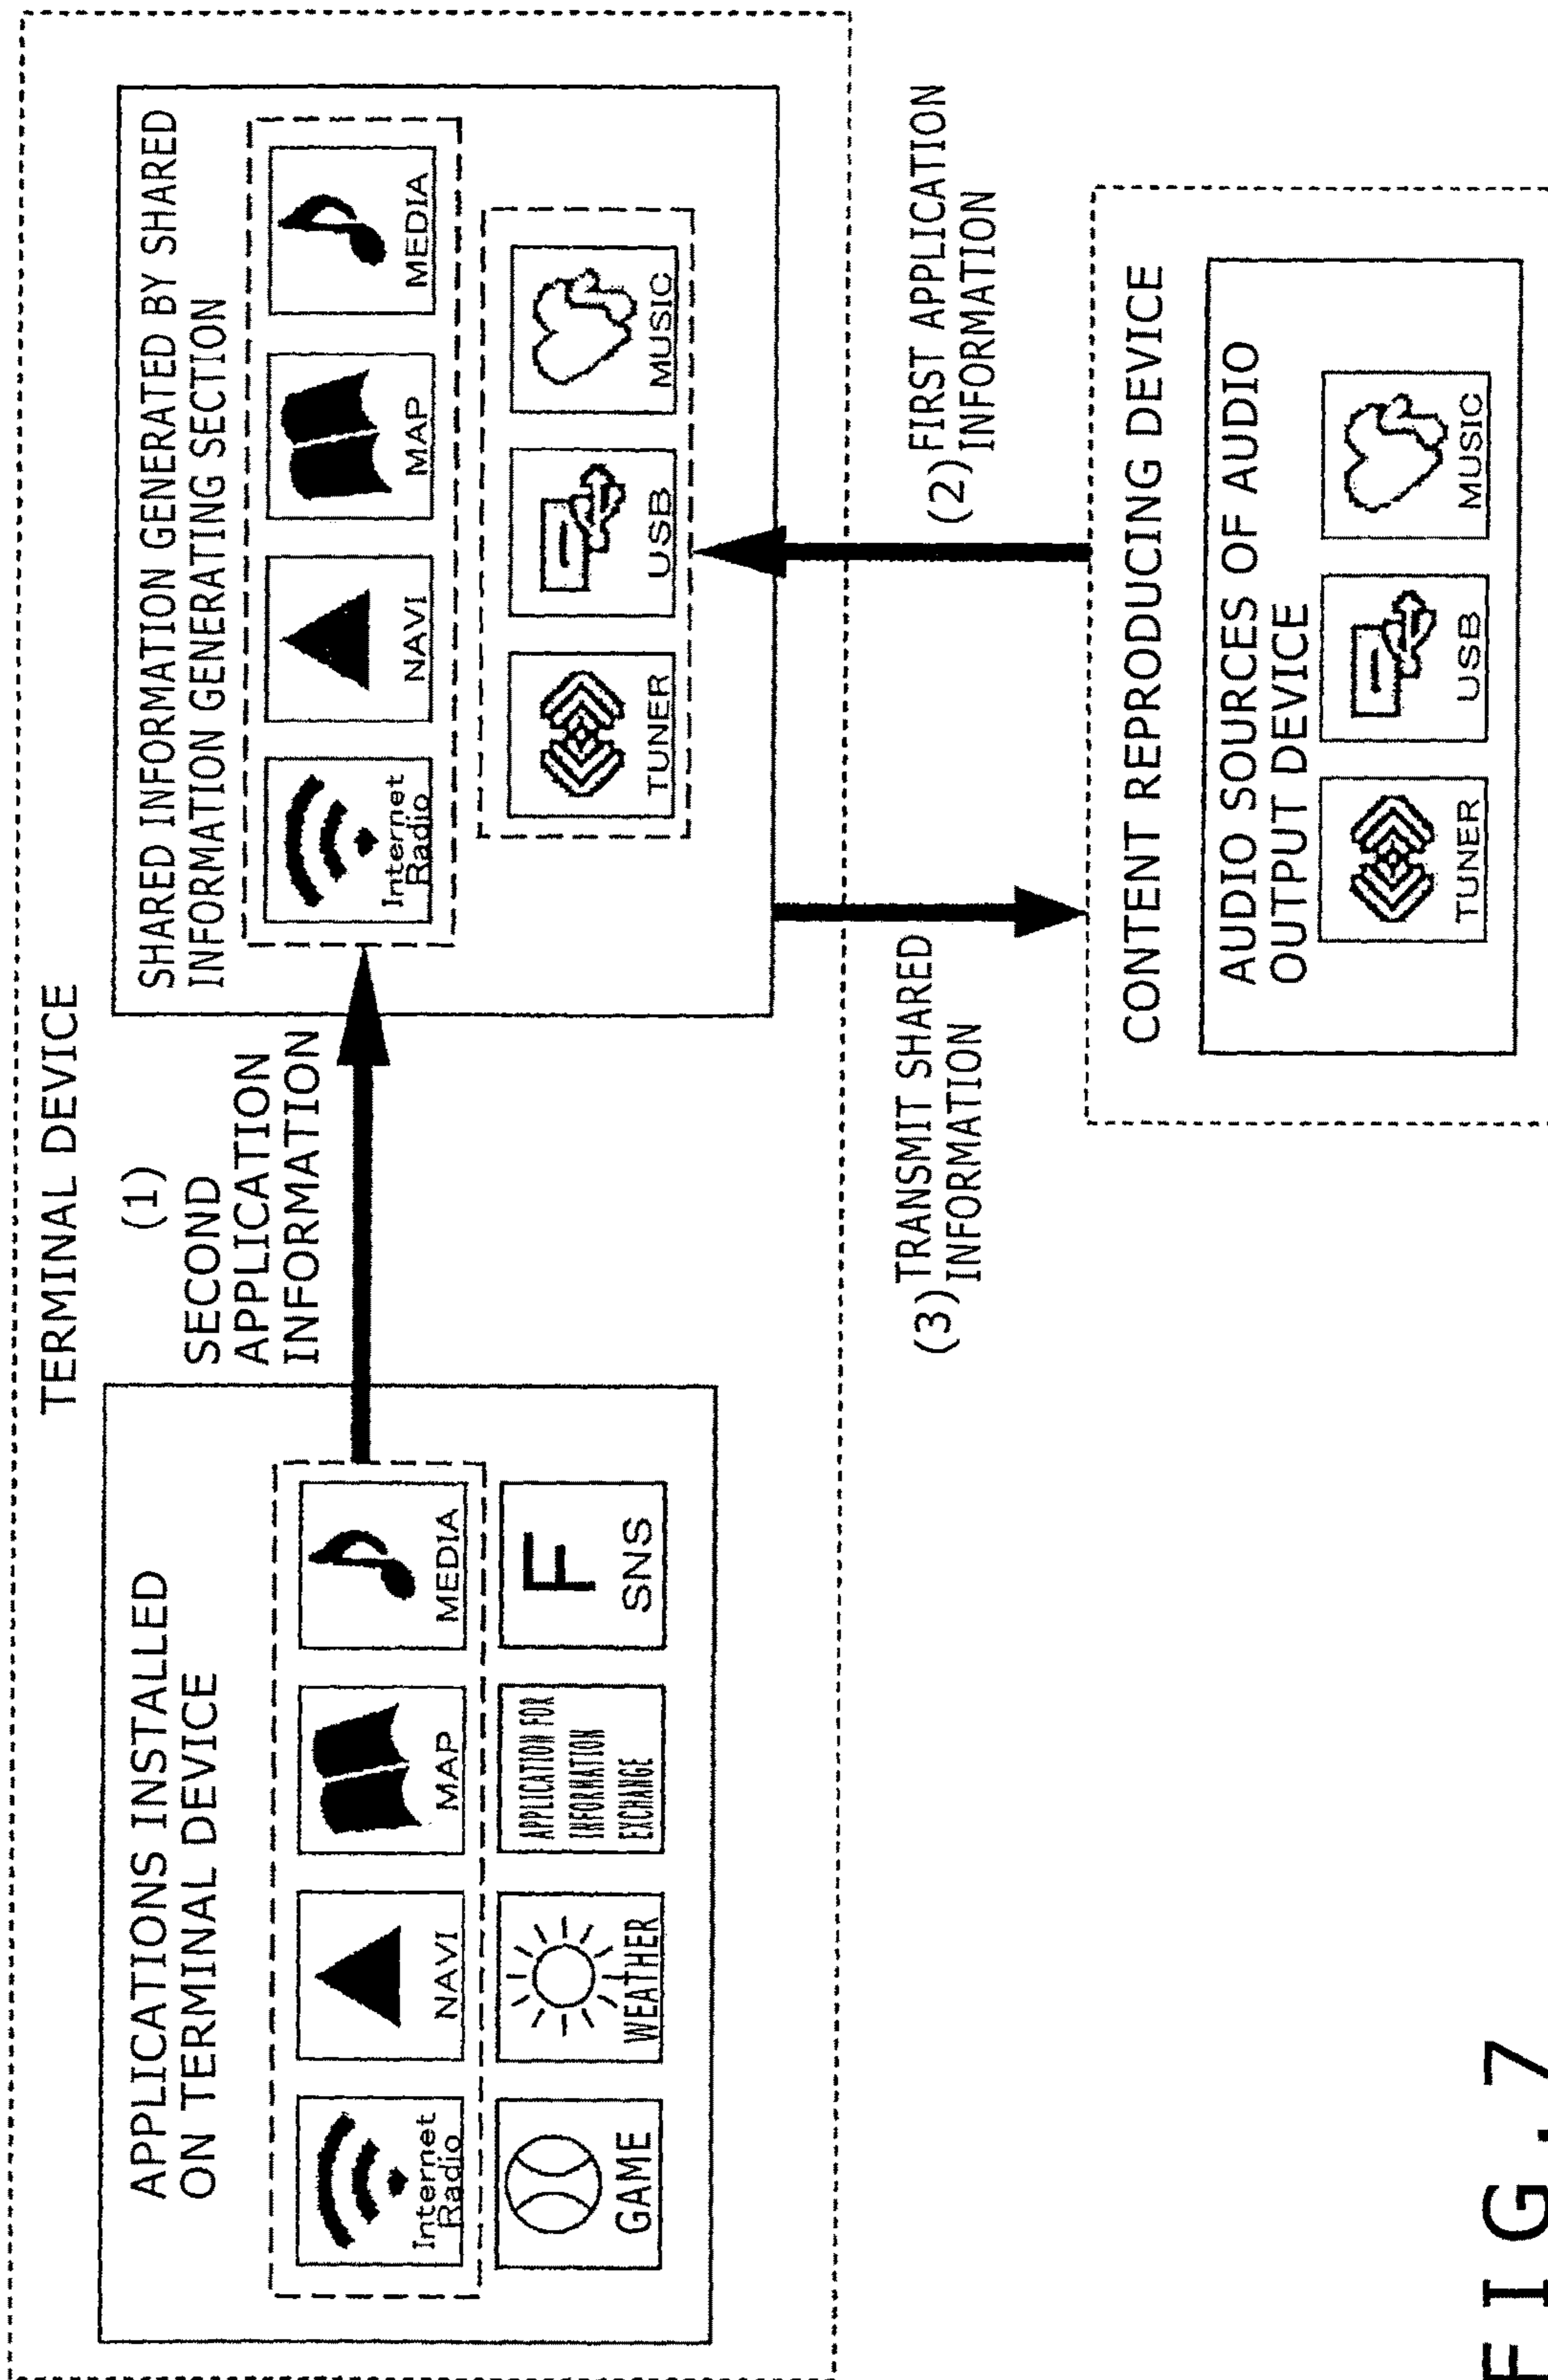 TERMINAL DEVICE
APPLICATIONS INSTALLED
ON TERMINAL DEVICE
Internet
Radio
NAVI
MAP
MEDIA
GAME
WEATHER
APPLICATION FOR
INFORMATION
EXCHANGE
F
SNS
(1)
SECOND
APPLICATION
INFORMATION
SHARED INFORMATION GENERATED BY SHARED
INFORMATION GENERATING SECTION
Internet
Radio
NAVI
MAP
MEDIA
TUNER
USB
MUSIC
(3) TRANSMIT SHARED
INFORMATION
(2) FIRST APPLICATION
INFORMATION
CONTENT REPRODUCING DEVICE
AUDIO SOURCES OF AUDIO
OUTPUT DEVICE
TUNER
USB
MUSIC
FIG.7